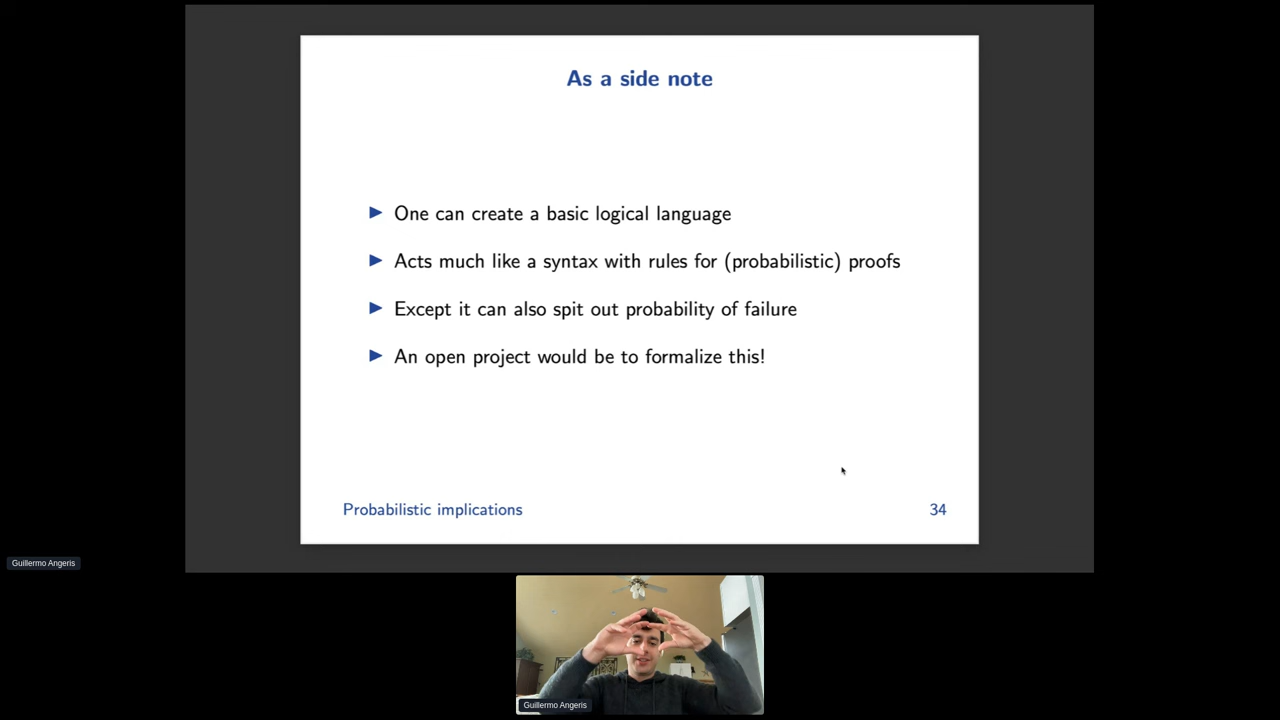 As a side note
▶ One can create a basic logical language
▶ Acts much like a syntax with rules for (probabilistic) proofs
▶ Except it can also spit out probability of failure
▶ An open project would be to formalize this!
Probabilistic implications 34
Guillermo Angeris
Guillermo Angeris